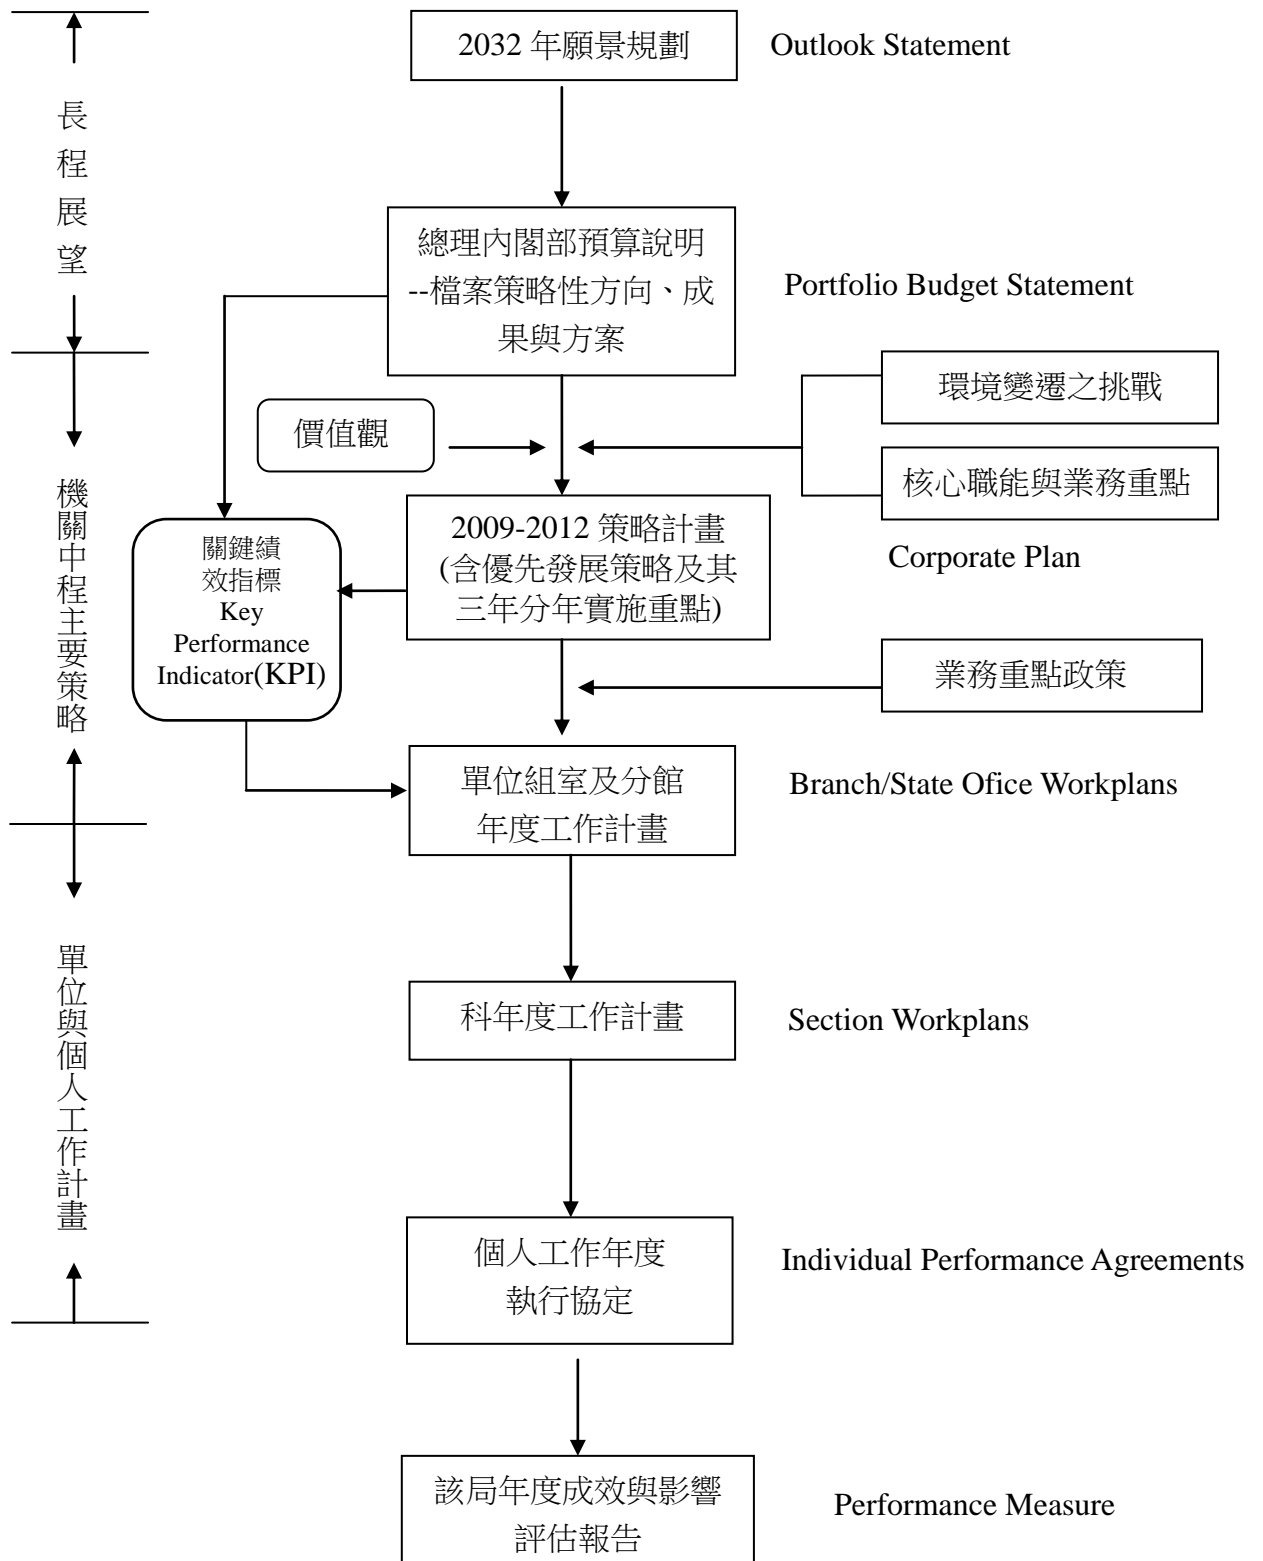 2032 年願景規劃
Outlook Statement
長程展望
總理內閣部預算說明
--檔案策略性方向、成
果與方案
Portfolio Budget Statement
環境變遷之挑戰
價值觀
核心職能與業務重點
機關中程主要策略
2009-2012 策略計畫
(含優先發展策略及其
三年分年實施重點)
Corporate Plan
關鍵績
效指標
Key
Performance
Indicator(KPI)
業務重點政策
單位組室及分館
年度工作計畫
Branch/State Ofice Workplans
單位與個人工作計畫
科年度工作計畫
Section Workplans
個人工作年度
執行協定
Individual Performance Agreements
該局年度成效與影響
評估報告
Performance Measure